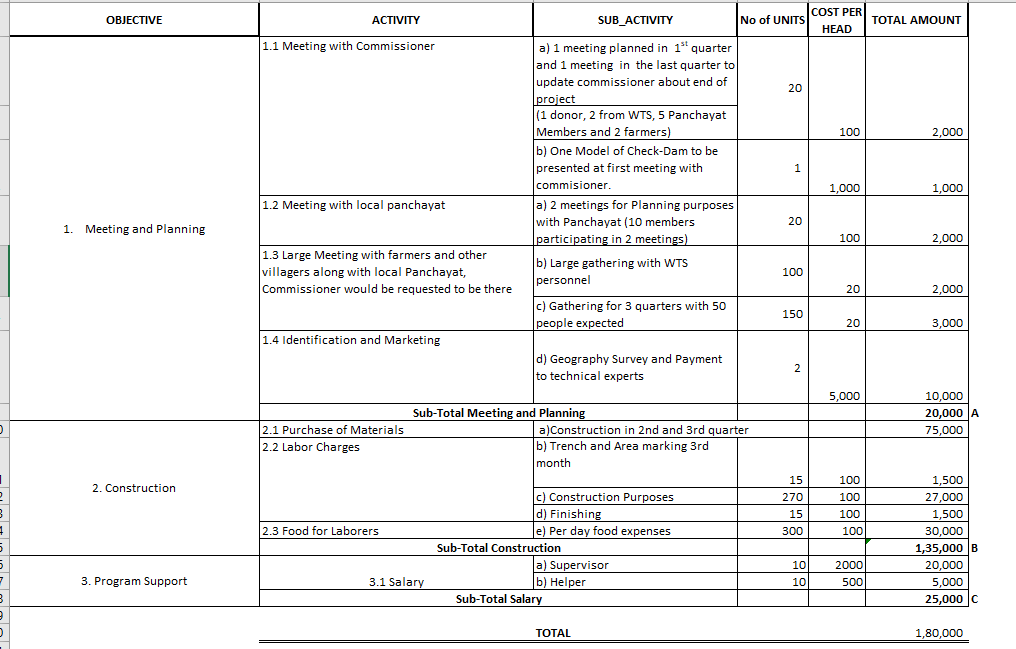 OBJECTIVE ACTIVITY SUB_ACTIVITY No of UNITS COST PER HEAD TOTAL AMOUNT
1. Meeting and Planning
1.1 Meeting with Commissioner
a) 1 meeting planned in 1st quarter
and 1 meeting in the last quarter to
update commissioner about end of
project
20
(1 donor, 2 from WTS, 5 Panchayat
Members and 2 farmers)
100 2,000
b) One Model of Check-Dam to be
presented at first meeting with
commisioner.
1 1,000 1,000
1.2 Meeting with local panchayat
a) 2 meetings for Planning purposes
with Panchayat (10 members
participating in 2 meetings)
20 100 2,000
1.3 Large Meeting with farmers and other
villagers along with local Panchayat,
Commissioner would be requested to be there
b) Large gathering with WTS
personnel
100 20 2,000
c) Gathering for 3 quarters with 50
people expected
150 20 3,000
1.4 Identification and Marketing
d) Geography Survey and Payment
to technical experts
2 5,000 10,000
Sub-Total Meeting and Planning 20,000 A
2. Construction
2.1 Purchase of Materials a)Construction in 2nd and 3rd quarter 75,000
2.2 Labor Charges
b) Trench and Area marking 3rd
month
15 100 1,500
c) Construction Purposes 270 100 27,000
d) Finishing 15 100 1,500
2.3 Food for Laborers e) Per day food expenses 300 100 30,000
Sub-Total Construction 1,35,000 B
3. Program Support
3.1 Salary
a) Supervisor 10 2000 20,000
b) Helper 10 500 5,000
Sub-Total Salary 25,000 C
TOTAL 1,80,000